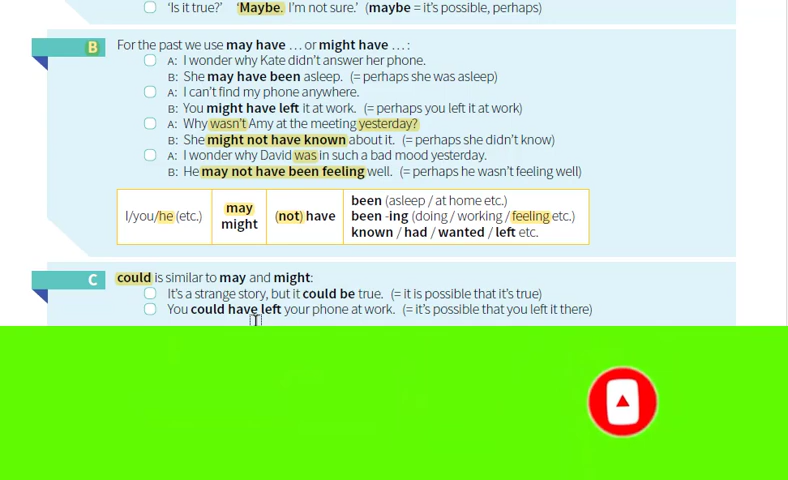 'Is it true?' 'Maybe. I'm not sure.' (maybe = it's possible, perhaps)
B
For the past we use may have … or might have … :
A: I wonder why Kate didn't answer her phone.
B: She may have been asleep. (= perhaps she was asleep)
A: I can't find my phone anywhere.
B: You might have left it at work. (= perhaps you left it at work)
A: Why wasn't Amy at the meeting yesterday?
B: She might not have known about it. (= perhaps she didn't know)
A: I wonder why David was in such a bad mood yesterday.
B: He may not have been feeling well. (= perhaps he wasn't feeling well)
I/you/he (etc.)
may
might
(not) have
been (asleep / at home etc.)
been -ing (doing / working / feeling etc.)
known / had / wanted / left etc.
C
could is similar to may and might:
It's a strange story, but it could be true. (= it is possible that it's true)
You could have left your phone at work. (= it's possible that you left it there)